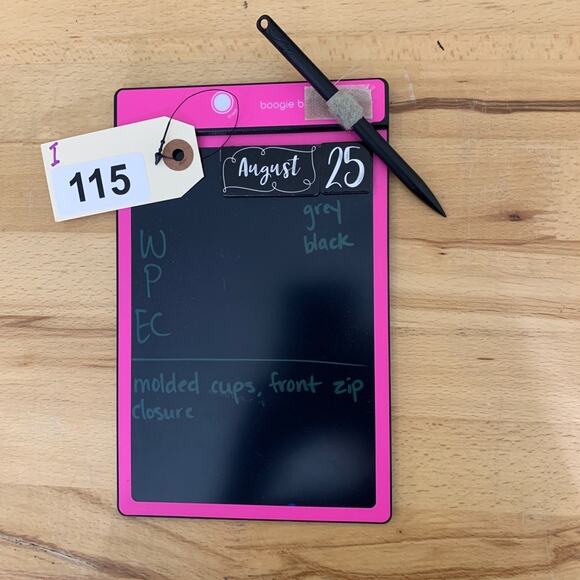 boogie b
I
115
August 25
grey
black
W
P
EC
molded cups, front zip
closure